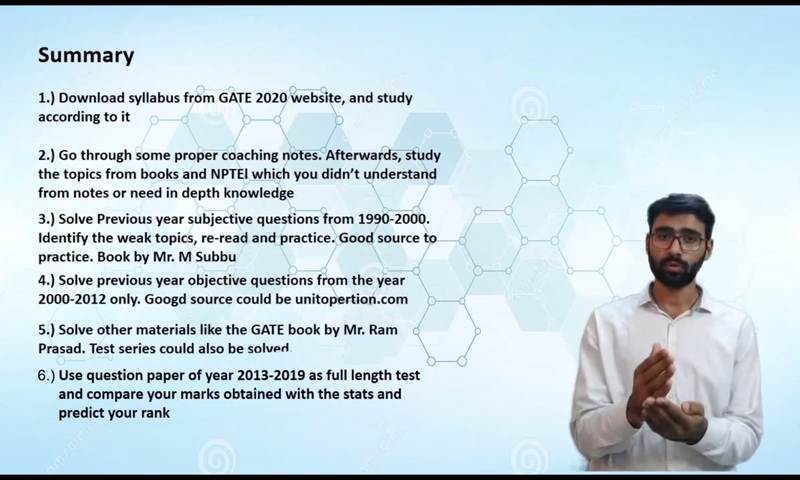 Summary
1.) Download syllabus from GATE 2020 website, and study
according to it
2.) Go through some proper coaching notes. Afterwards, study
the topics from books and NPTEl which you didn't understand
from notes or need in depth knowledge
3.) Solve Previous year subjective questions from 1990-2000.
Identify the weak topics, re-read and practice. Good source to
practice. Book by Mr. M Subbu
4.) Solve previous year objective questions from the year
2000-2012 only. Googd source could be unitopertion.com
5.) Solve other materials like the GATE book by Mr. Ram
Prasad. Test series could also be solved.
6.) Use question paper of year 2013-2019 as full length test
and compare your marks obtained with the stats and
predict your rank